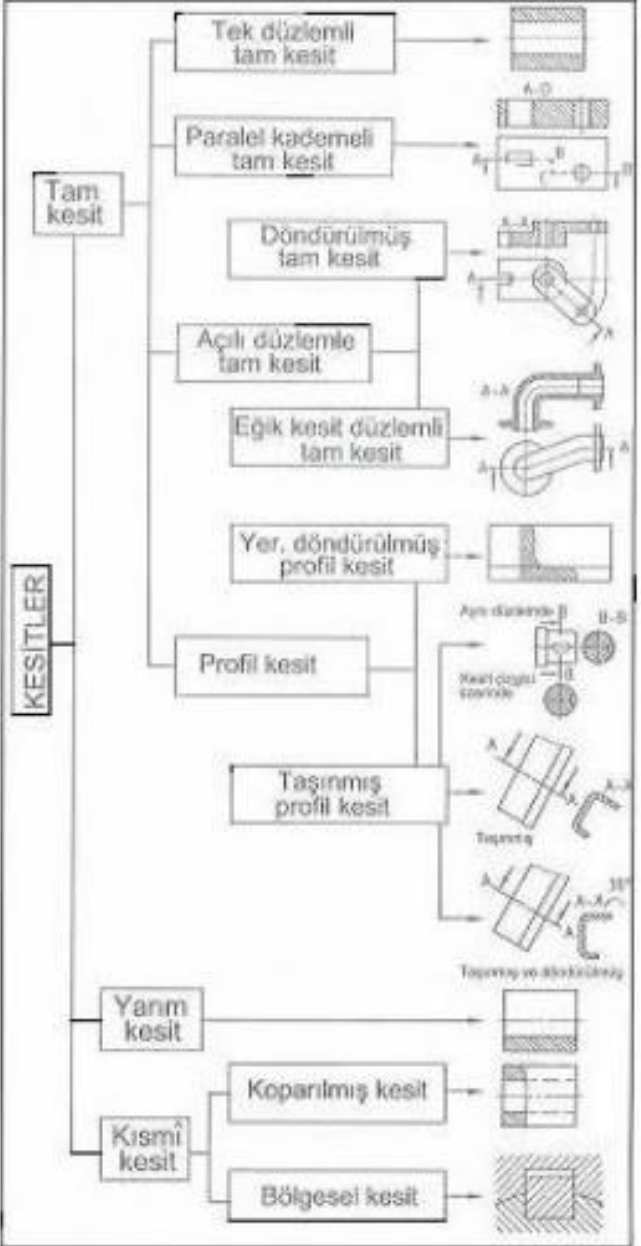 Tek düzlemli
tam kesit
A-D
Paralel kademeli
tam kesit
A
B
C
D
Tam
kesit
Döndürülmüş
tam kesit
A-A
A
A
Açılı düzlemle
tam kesit
Eğik kesit düzlemli
tam kesit
A-A
A
A
Yer, döndürülmüş
profil kesit
KESİTLER
Profil kesit
Aynı düzlemde
B
B-B
B
Kesit çizgisi
üzerinde
Taşınmış
profil kesit
A
A
A-A
Taşınmış
A
A
A-A
Taşınmış ve döndürülmüş
Yarım
kesit
Kısmî
kesit
Koparılmış kesit
Bölgesel kesit